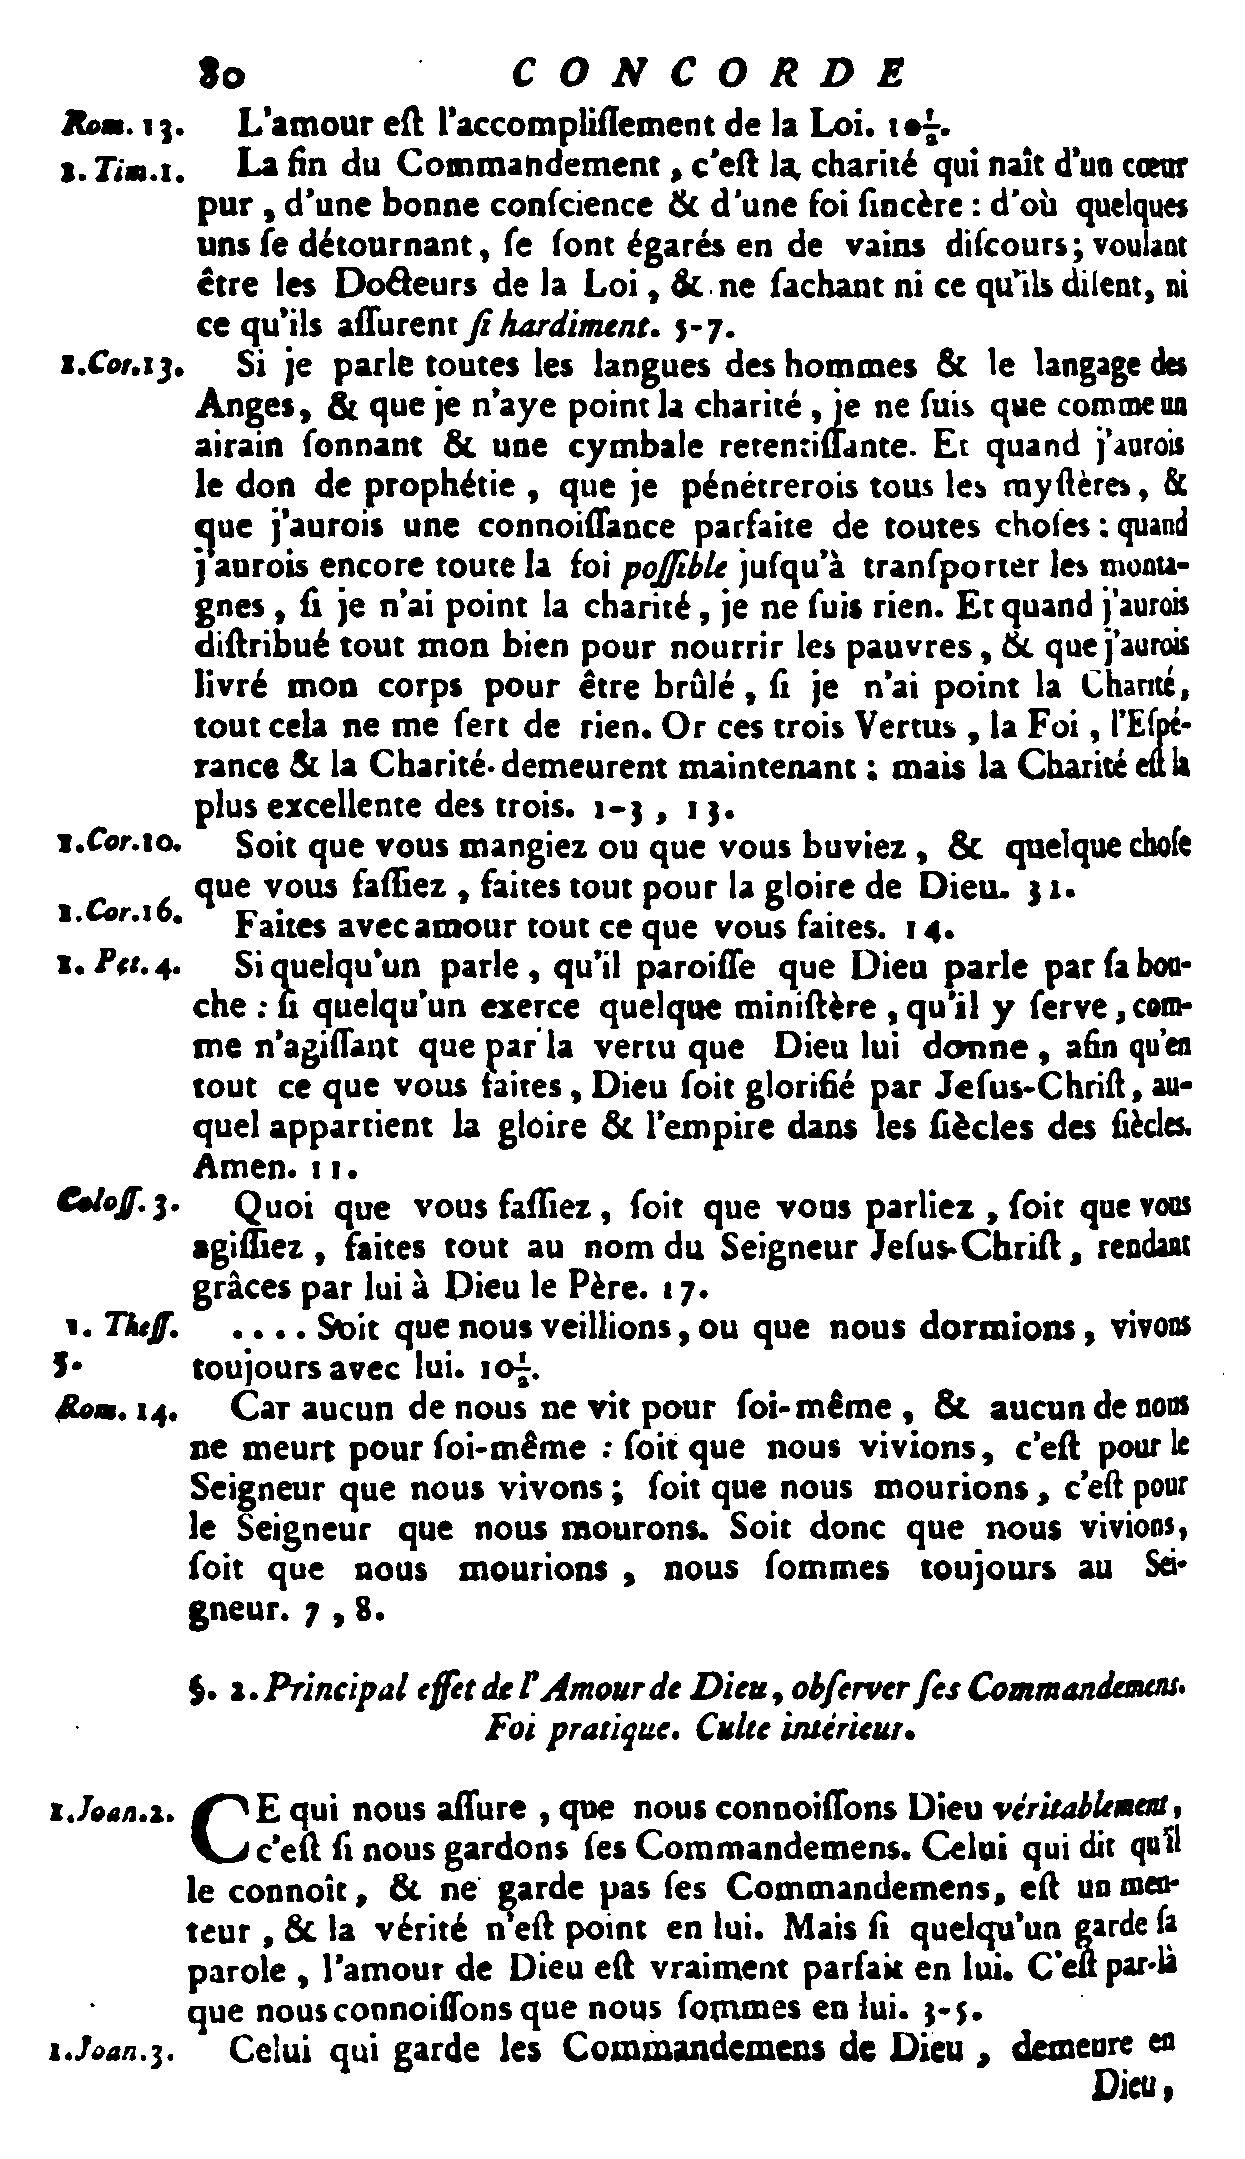 80 CONCORDE
Rom. 13. L'amour eſt l'accompliſſement de la Loi. 10½.
1. Tim.1. La fin du Commandement, c'eſt la charité qui naît d'un cœur
pur, d'une bonne conſcience & d'une foi ſincère : d'où quelques
uns ſe détournant, ſe ſont égarés en de vains diſcours; voulant
être les Docteurs de la Loi, & ne ſachant ni ce qu'ils diſent, ni
ce qu'ils aſſurent ſi hardiment. 5-7.
1.Cor.13. Si je parle toutes les langues des hommes & le langage des
Anges, & que je n'aye point la charité, je ne ſuis que comme un
airain ſonnant & une cymbale retentiſſante. Et quand j'aurois
le don de prophétie, que je pénétrerois tous les myſtères, &
que j'aurois une connoiſſance parfaite de toutes choſes : quand
j'aurois encore toute la foi poſſible juſqu'à tranſporter les monta-
gnes, ſi je n'ai point la charité, je ne ſuis rien. Et quand j'aurois
diſtribué tout mon bien pour nourrir les pauvres, & que j'aurois
livré mon corps pour être brûlé, ſi je n'ai point la Charité,
tout cela ne me ſert de rien. Or ces trois Vertus, la Foi, l'Eſpé-
rance & la Charité demeurent maintenant : mais la Charité eſt la
plus excellente des trois. 1-3, 13.
1.Cor.10. Soit que vous mangiez ou que vous buviez, & quelque choſe
que vous faſſiez, faites tout pour la gloire de Dieu. 31.
1.Cor.16. Faites avec amour tout ce que vous faites. 14.
1. Pet. 4. Si quelqu'un parle, qu'il paroiſſe que Dieu parle par ſa bou-
che : ſi quelqu'un exerce quelque miniſtère, qu'il y ſerve, com-
me n'agiſſant que par la vertu que Dieu lui donne, afin qu'en
tout ce que vous faites, Dieu ſoit glorifié par Jeſus-Chriſt, au-
quel appartient la gloire & l'empire dans les ſiècles des ſiècles.
Amen. 11.
Coloſſ. 3. Quoi que vous faſſiez, ſoit que vous parliez, ſoit que vous
agiſſiez, faites tout au nom du Seigneur Jeſus-Chriſt, rendant
grâces par lui à Dieu le Père. 17.
1. Theſſ. .... Soit que nous veillions, ou que nous dormions, vivons
5. toujours avec lui. 10½.
Rom. 14. Car aucun de nous ne vit pour ſoi-même, & aucun de nous
ne meurt pour ſoi-même : ſoit que nous vivions, c'eſt pour le
Seigneur que nous vivons; ſoit que nous mourions, c'eſt pour
le Seigneur que nous mourons. Soit donc que nous vivions,
ſoit que nous mourions, nous ſommes toujours au Sei-
gneur. 7, 8.
§. 2. Principal effet de l'Amour de Dieu, obſerver ſes Commandemens.
Foi pratique. Culte intérieur.
1.Joan.2. CE qui nous aſſure, que nous connoiſſons Dieu véritablement,
c'eſt ſi nous gardons ſes Commandemens. Celui qui dit qu'il
le connoît, & ne garde pas ſes Commandemens, eſt un men-
teur, & la vérité n'eſt point en lui. Mais ſi quelqu'un garde ſa
parole, l'amour de Dieu eſt vraiment parfait en lui. C'eſt par-là
que nous connoiſſons que nous ſommes en lui. 3-5.
1.Joan.3. Celui qui garde les Commandemens de Dieu, demeure en
Dieu,